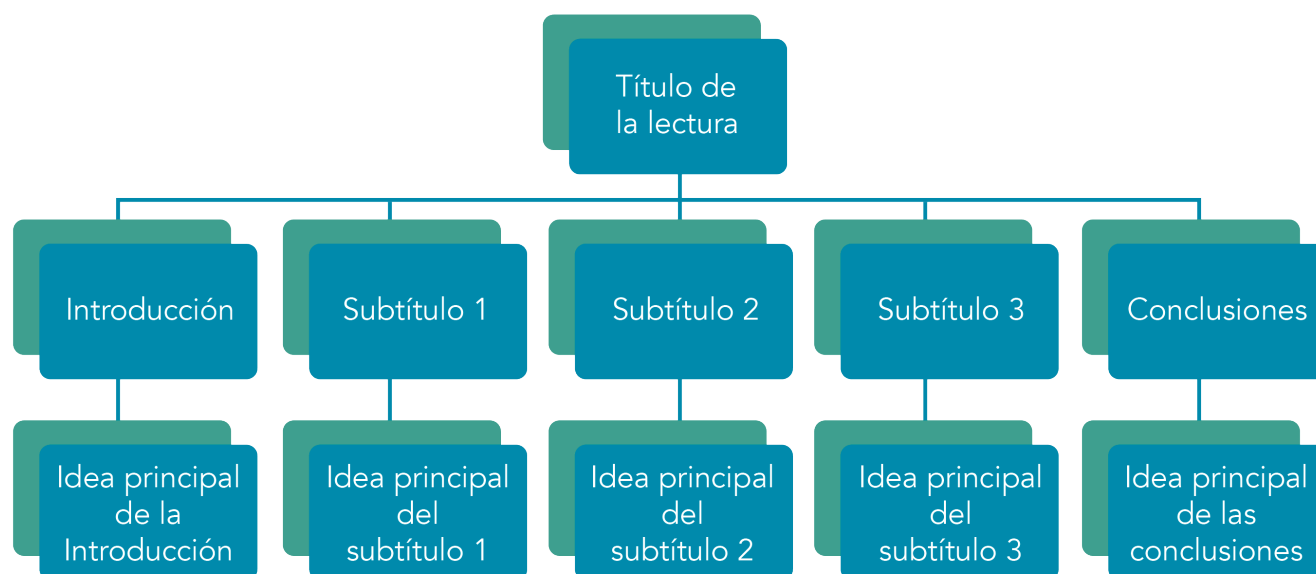 Título de
la lectura
Introducción
Subtítulo 1
Subtítulo 2
Subtítulo 3
Conclusiones
Idea principal
de la
Introducción
Idea principal
del
subtítulo 1
Idea principal
del
subtítulo 2
Idea principal
del
subtítulo 3
Idea principal
de las
conclusiones